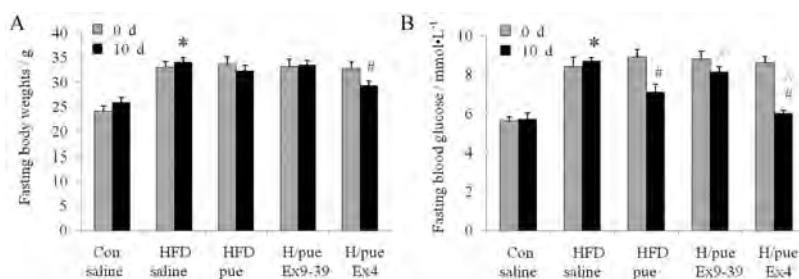 A
Fasting body weights / g
40
35
30
25
20
15
10
5
0
0 d
10 d
*
#
Con saline
HFD saline
HFD pue
H/pue Ex9-39
H/pue Ex4
B
Fasting blood glucose / mmol•L⁻¹
10
8
6
4
2
0
0 d
10 d
*
#
#
Con saline
HFD saline
HFD pue
H/pue Ex9-39
H/pue Ex4